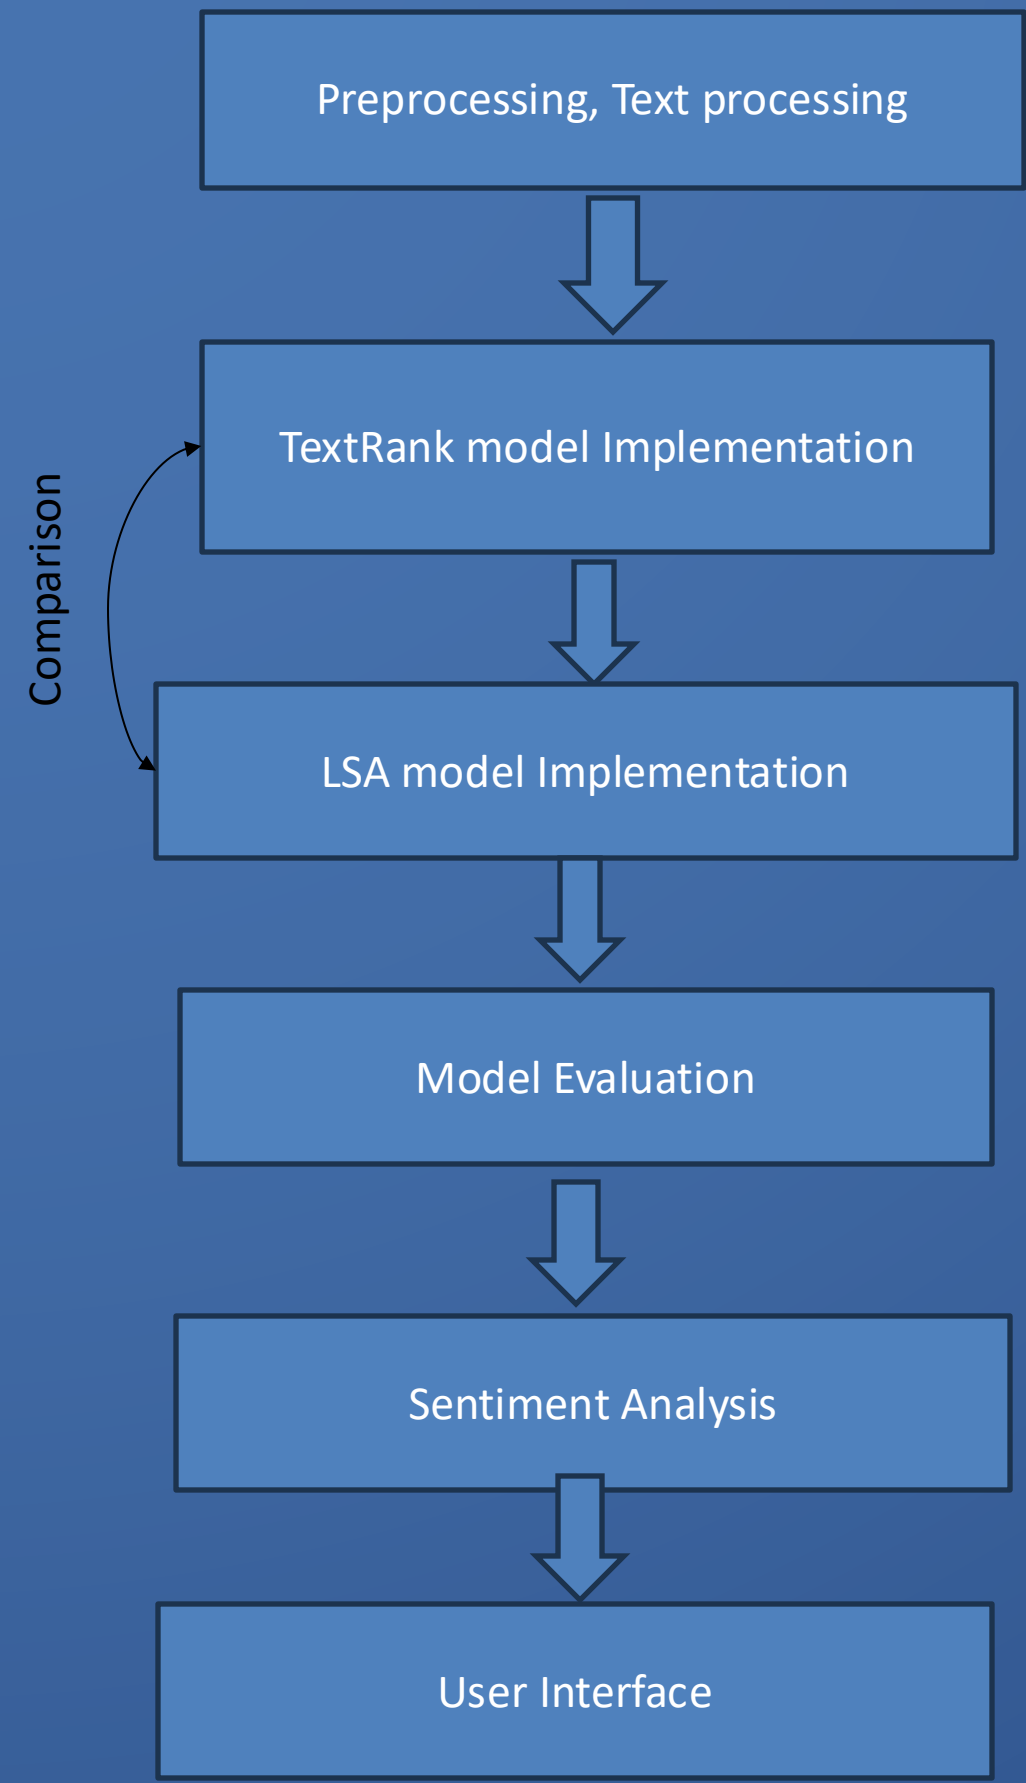 Preprocessing, Text processing
TextRank model Implementation
Comparison
LSA model Implementation
Model Evaluation
Sentiment Analysis
User Interface